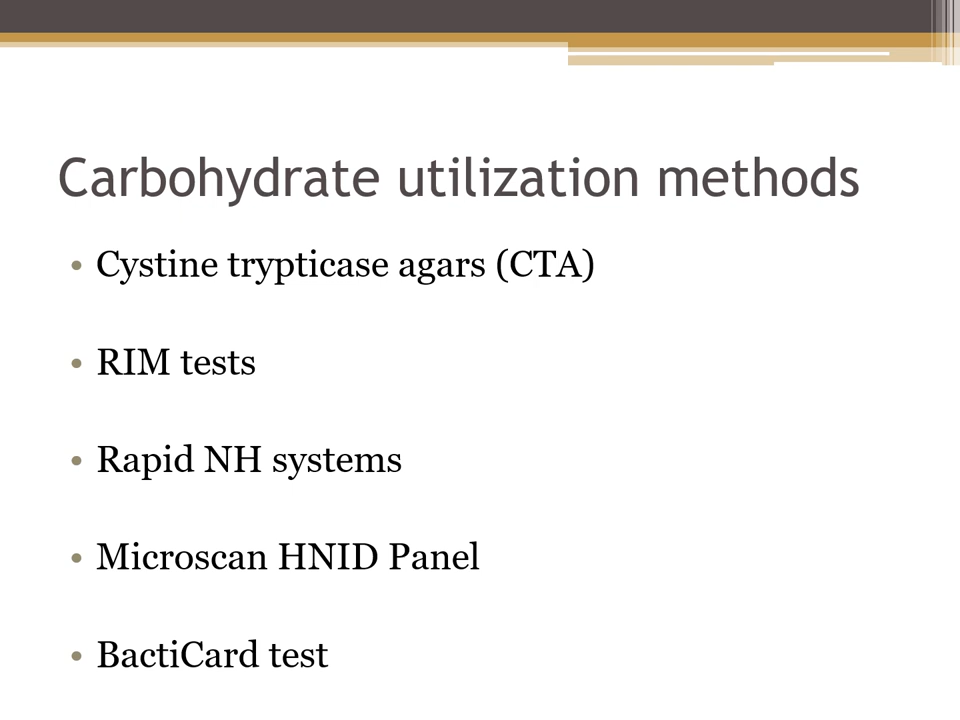 Carbohydrate utilization methods
• Cystine trypticase agars (CTA)
• RIM tests
• Rapid NH systems
• Microscan HNID Panel
• BactiCard test